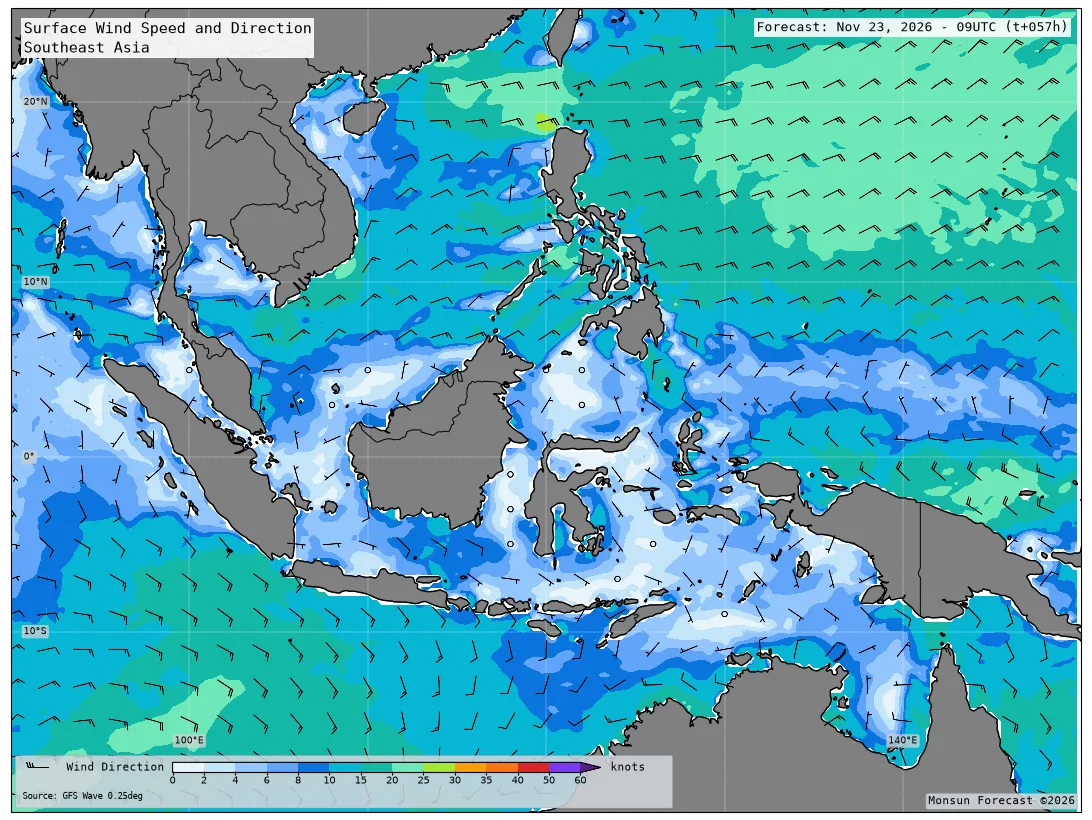 Surface Wind Speed and Direction
Southeast Asia
Forecast: Nov 23, 2026 - 09UTC (t+057h)
20°N
10°N
0°
10°S
100°E
140°E
Wind Direction
knots
0 2 4 6 8 10 15 20 25 30 35 40 50 60
Source: GFS Wave 0.25deg
Monsun Forecast ©2026